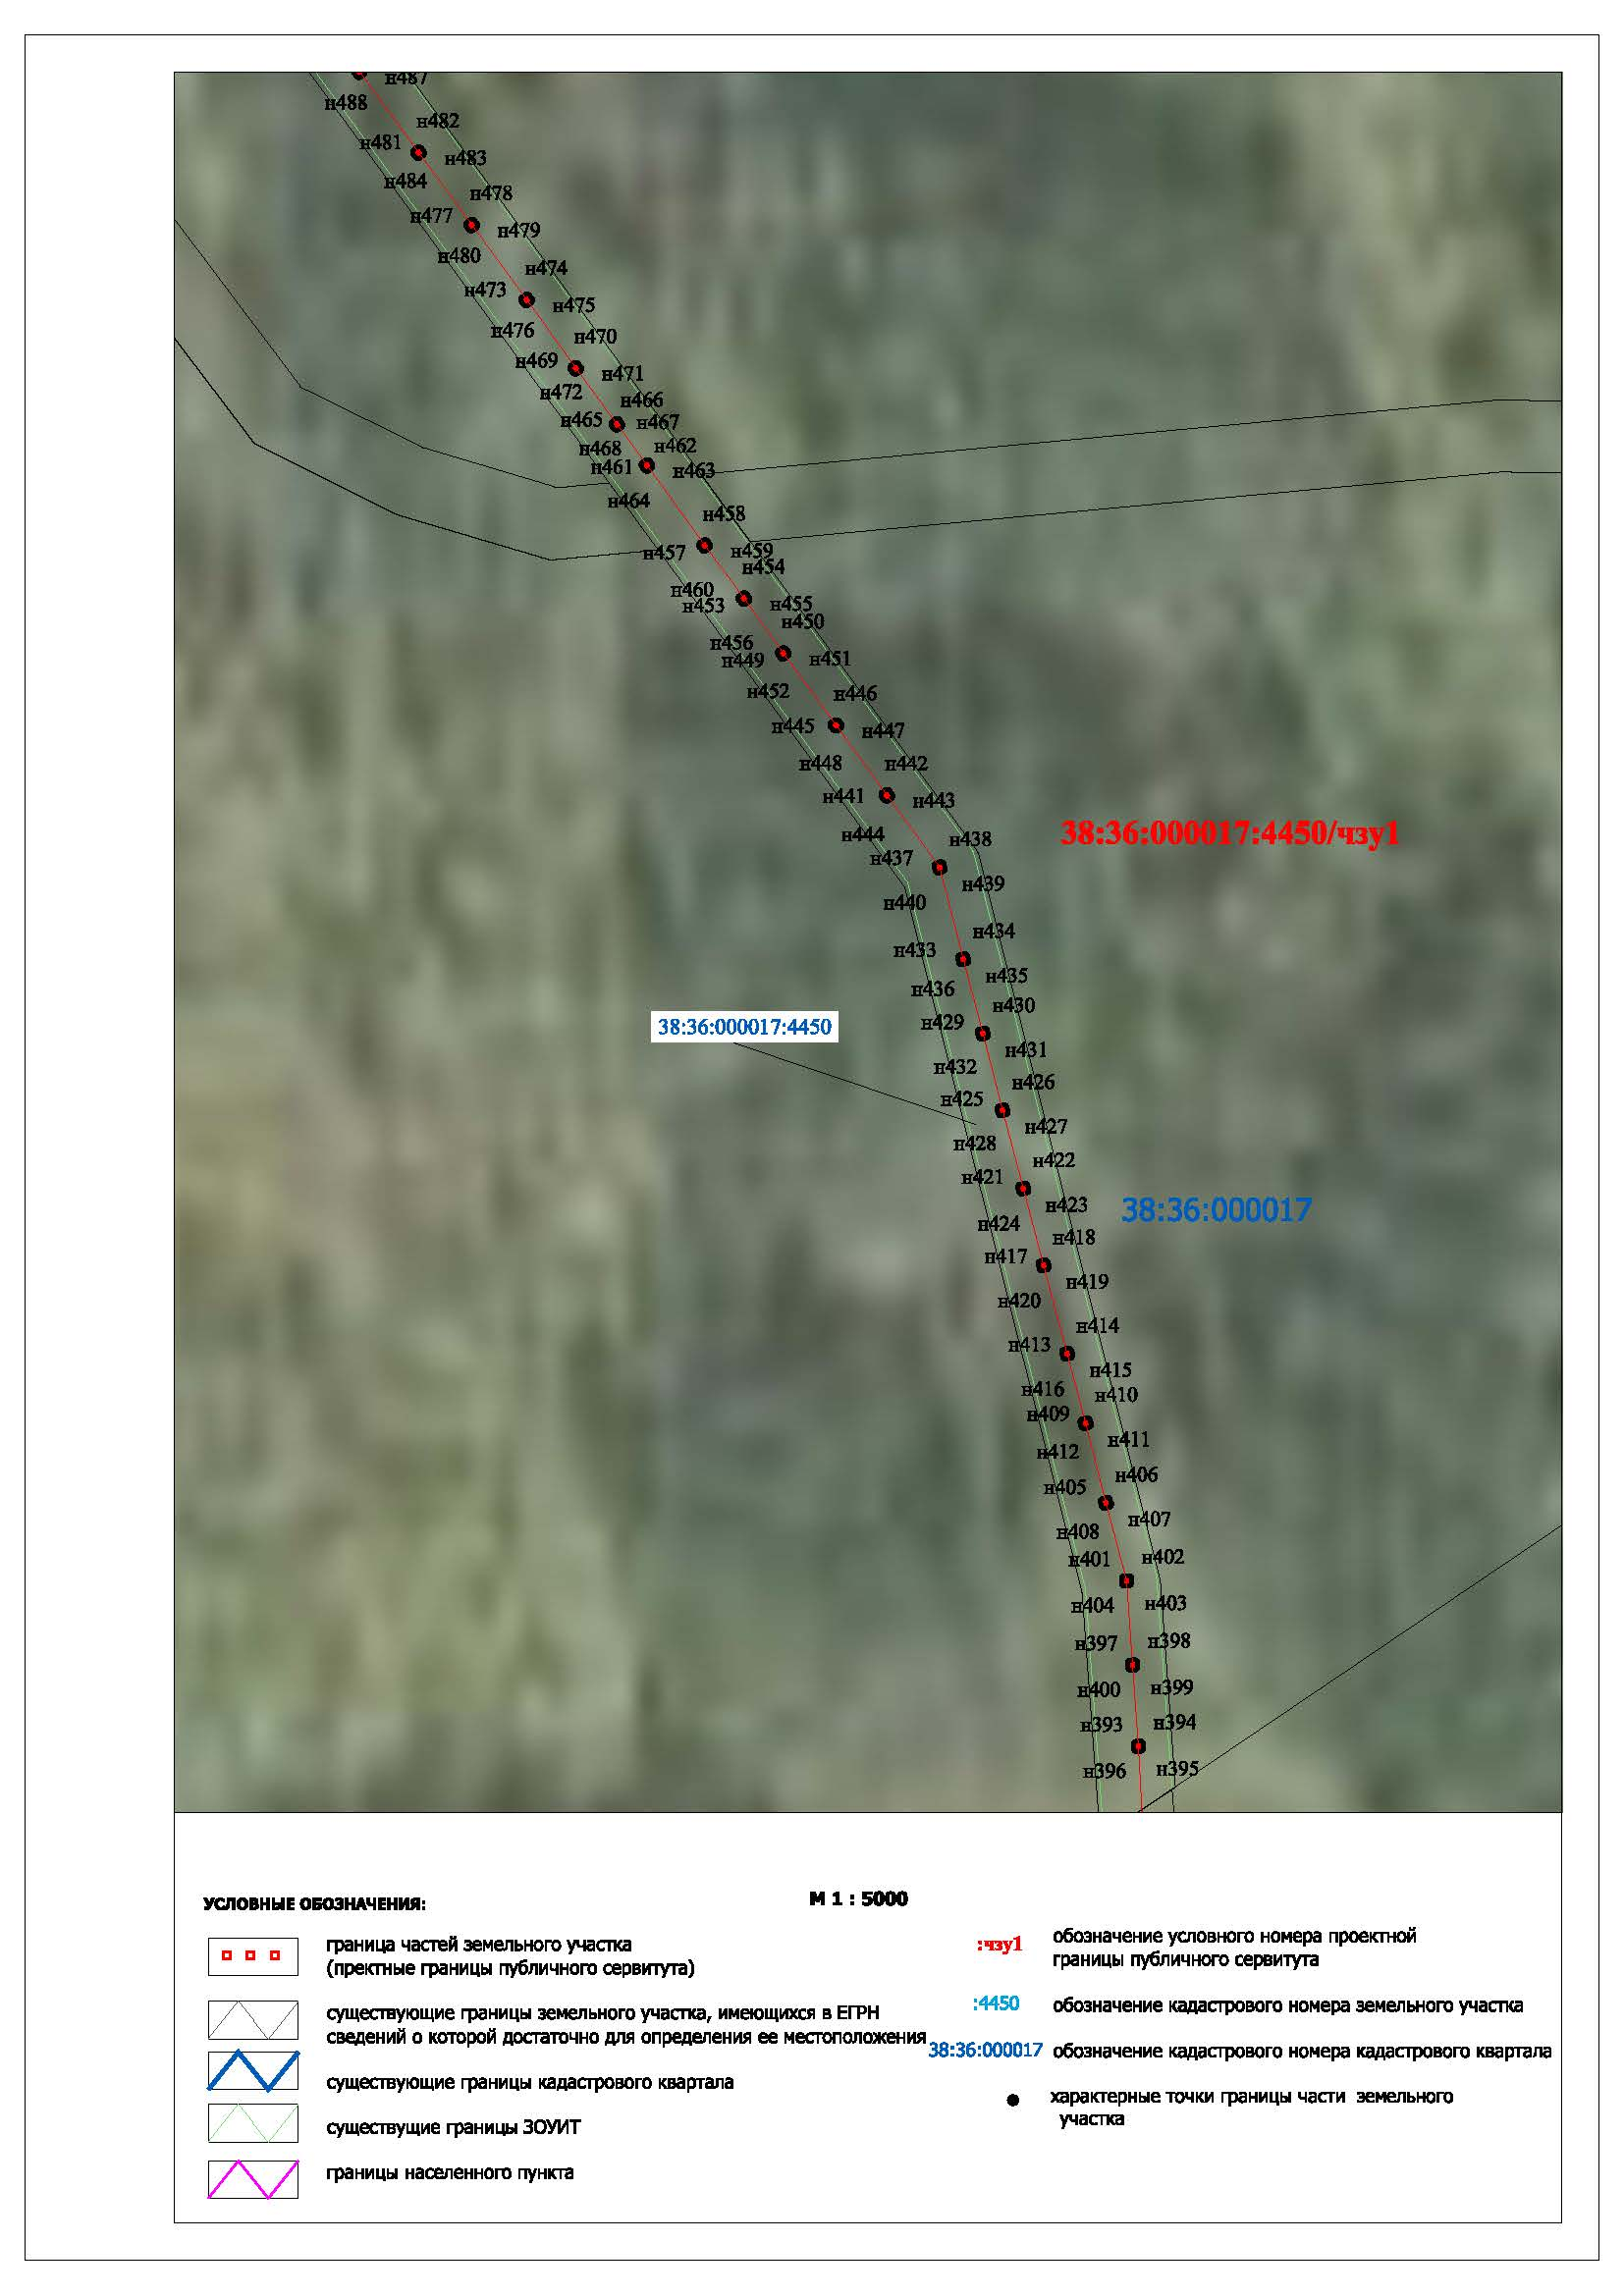 н487
н488
н482
н481
н483
н484
н478
н477
н479
н480
н474
н473
н475
н476
н470
н469
н471
н472
н466
н465
н467
н468
н462
н461
н463
н464
н458
н457
н459
н454
н460
н453
н455
н450
н456
н449
н451
н452
н446
н445
н447
н448
н442
н441
н443
н444
н438
38:36:000017:4450/чзу1
н437
н439
н440
н434
н433
н435
н436
н430
н429
38:36:000017:4450
н431
н432
н426
н425
н427
н428
н422
н421
н423
38:36:000017
н424
н418
н417
н419
н420
н414
н413
н415
н416
н410
н409
н411
н412
н406
н405
н407
н408
н402
н401
н403
н404
н398
н397
н399
н400
н394
н393
н395
н396
УСЛОВНЫЕ ОБОЗНАЧЕНИЯ:
М 1 : 5000
граница частей земельного участка
(пректные границы публичного сервитута)
существующие границы земельного участка, имеющихся в ЕГРН
сведений о которой достаточно для определения ее местоположения
существующие границы кадастрового квартала
существущие границы ЗОУИТ
границы населенного пункта
:чзу1 обозначение условного номера проектной
границы публичного сервитута
:4450 обозначение кадастрового номера земельного участка
38:36:000017 обозначение кадастрового номера кадастрового квартала
характерные точки границы части земельного
участка